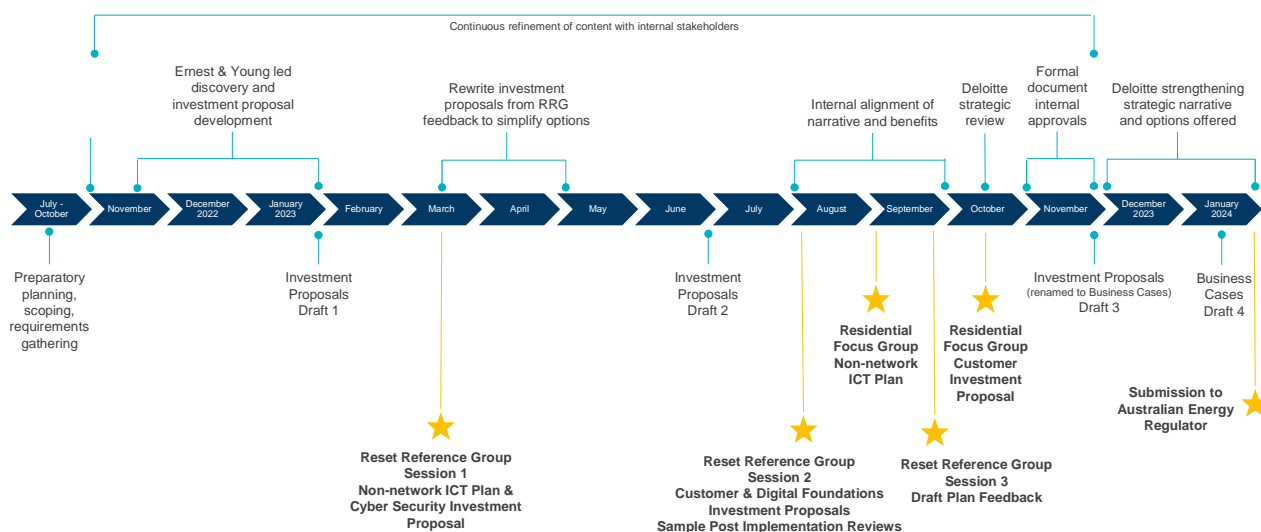 Continuous refinement of content with internal stakeholders
Ernest & Young led
discovery and
investment proposal
development
Rewrite investment
proposals from RRG
feedback to simplify options
Internal alignment of
narrative and benefits
Deloitte
strategic
review
Formal
document
internal
approvals
Deloitte strengthening
strategic narrative
and options offered
July -
October
November
December
2022
January
2023
February
March
April
May
June
July
August
September
October
November
December
2023
January
2024
Preparatory
planning,
scoping,
requirements
gathering
Investment
Proposals
Draft 1
Investment
Proposals
Draft 2
Investment Proposals
(renamed to Business Cases)
Draft 3
Business
Cases
Draft 4
Residential
Focus Group
Non-network
ICT Plan
Residential
Focus Group
Customer
Investment
Proposal
Submission to
Australian Energy
Regulator
Reset Reference Group
Session 1
Non-network ICT Plan &
Cyber Security Investment
Proposal
Reset Reference Group
Session 2
Customer & Digital Foundations
Investment Proposals
Sample Post Implementation Reviews
Reset Reference Group
Session 3
Draft Plan Feedback